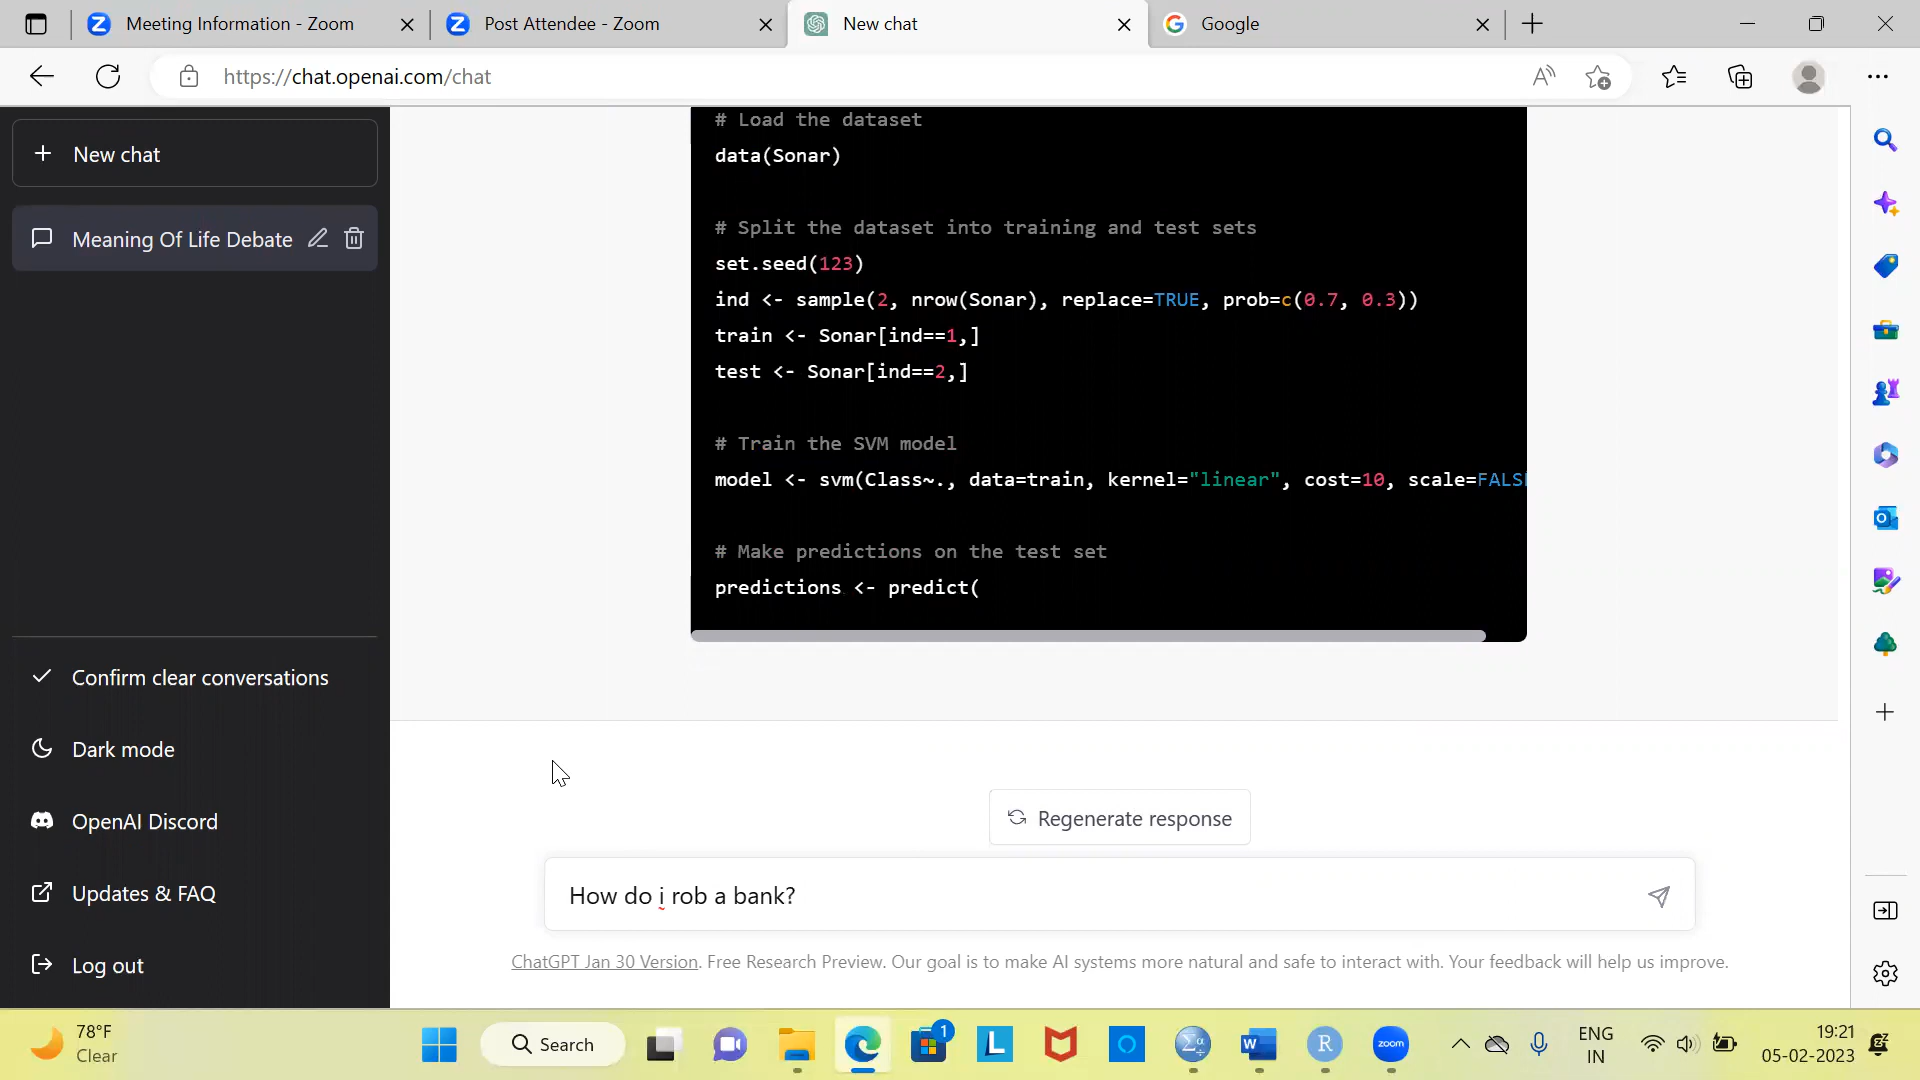 Meeting Information - Zoom
Post Attendee - Zoom
New chat
Google
https://chat.openai.com/chat
New chat
Meaning Of Life Debate
# Load the dataset
data(Sonar)
# Split the dataset into training and test sets
set.seed(123)
ind <- sample(2, nrow(Sonar), replace=TRUE, prob=c(0.7, 0.3))
train <- Sonar[ind==1,]
test <- Sonar[ind==2,]
# Train the SVM model
model <- svm(Class~., data=train, kernel="linear", cost=10, scale=FALS
# Make predictions on the test set
predictions <- predict(
Confirm clear conversations
Dark mode
OpenAI Discord
Updates & FAQ
Log out
Regenerate response
How do i rob a bank?
ChatGPT Jan 30 Version. Free Research Preview. Our goal is to make AI systems more natural and safe to interact with. Your feedback will help us improve.
78°F
Clear
Search
1
L
W
R
zoom
ENG
IN
19:21
05-02-2023